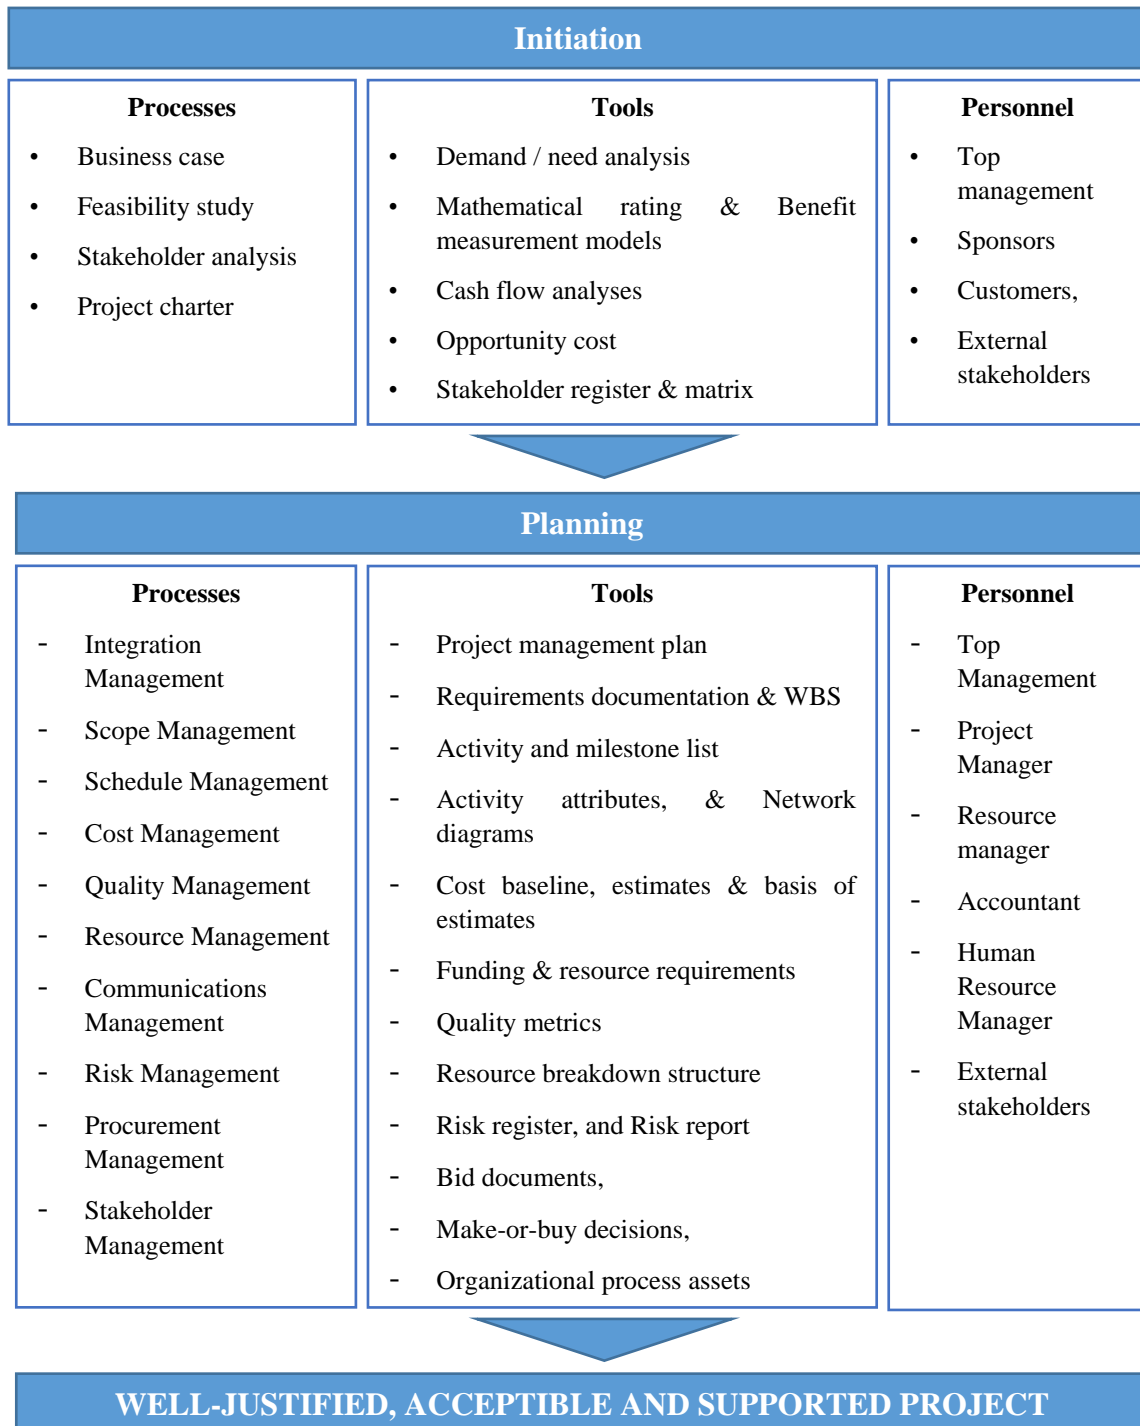 Initiation
Processes
• Business case
• Feasibility study
• Stakeholder analysis
• Project charter
Tools
• Demand / need analysis
• Mathematical rating & Benefit
measurement models
• Cash flow analyses
• Opportunity cost
• Stakeholder register & matrix
Personnel
• Top
management
• Sponsors
• Customers,
• External
stakeholders
Planning
Processes
- Integration
Management
- Scope Management
- Schedule Management
- Cost Management
- Quality Management
- Resource Management
- Communications
Management
- Risk Management
- Procurement
Management
- Stakeholder
Management
Tools
- Project management plan
- Requirements documentation & WBS
- Activity and milestone list
- Activity attributes, & Network
diagrams
- Cost baseline, estimates & basis of
estimates
- Funding & resource requirements
- Quality metrics
- Resource breakdown structure
- Risk register, and Risk report
- Bid documents,
- Make-or-buy decisions,
- Organizational process assets
Personnel
- Top
Management
- Project
Manager
- Resource
manager
- Accountant
- Human
Resource
Manager
- External
stakeholders
WELL-JUSTIFIED, ACCEPTIBLE AND SUPPORTED PROJECT